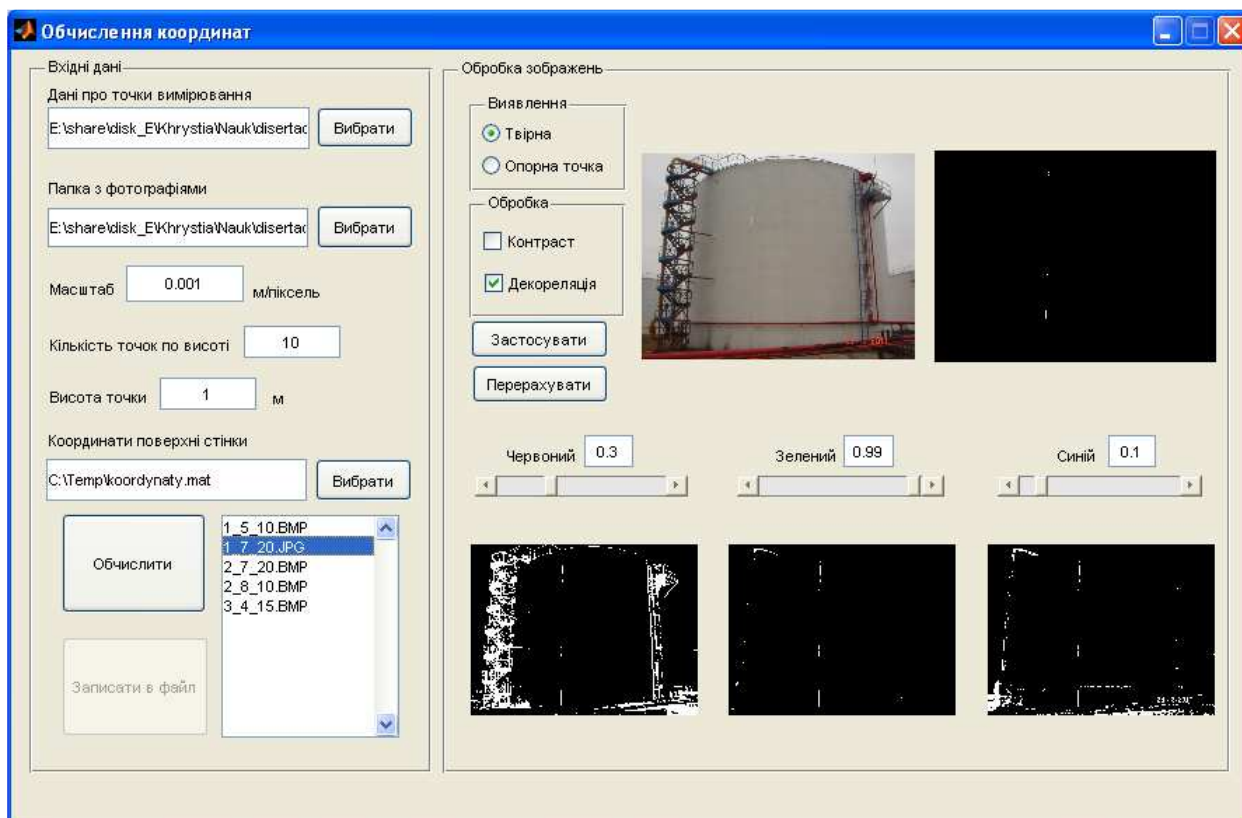 Обчислення координат
Вхідні дані
Дані про точки вимірювання
E:\share\disk_E\Khrystia\Nauk\disertac
Вибрати
Папка з фотографіями
E:\share\disk_E\Khrystia\Nauk\disertac
Вибрати
Масштаб 0.001 м/піксель
Кількість точок по висоті 10
Висота точки 1 м
Координати поверхні стінки
C:\Temp\koordynaty.mat
Вибрати
Обчислити
Записати в файл
1_5_10.BMP
1_7_20.JPG
2_7_20.BMP
2_8_10.BMP
3_4_15.BMP
Обробка зображень
Виявлення
Твірна
Опорна точка
Обробка
Контраст
Декореляція
Застосувати
Перерахувати
Червоний 0.3
Зелений 0.99
Синій 0.1